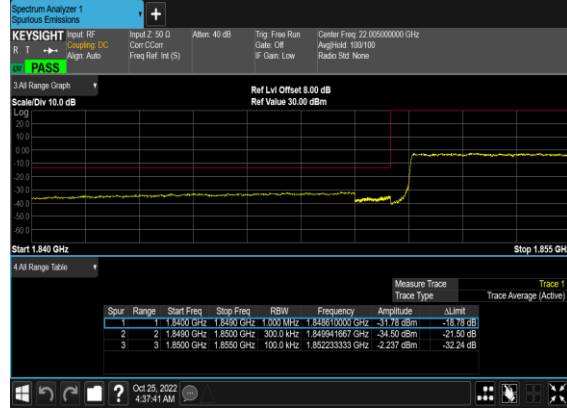 Spectrum Analyzer 1
Spurious Emissions
+
KEYSIGHT Input: RF Input Z: 50 Ω Atten: 40 dB Trig: Free Run Center Freq: 22.005000000 GHz
R T Coupling: DC Corr CCorr Gate: Off Avg|Hold: 100/100
Align: Auto Freq Ref: Int (S) IF Gain: Low Radio Std: None
PASS
3 All Range Graph Ref Lvl Offset 8.00 dB
Scale/Div 10.0 dB Ref Value 30.00 dBm
Log
20.0
10.0
0.00
-10.0
-20.0
-30.0
-40.0
-50.0
-60.0
Start 1.840 GHz Stop 1.855 GH
4 All Range Table
Measure Trace Trace 1
Trace Type Trace Average (Active)
Spur Range Start Freq Stop Freq RBW Frequency Amplitude ΔLimit
1 1 1.8400 GHz 1.8490 GHz 1.000 MHz 1.848610000 GHz -31.78 dBm -18.78 dB
2 2 1.8490 GHz 1.8500 GHz 300.0 kHz 1.849941667 GHz -34.50 dBm -21.50 dB
3 3 1.8500 GHz 1.8550 GHz 100.0 kHz 1.852233333 GHz -2.237 dBm -32.24 dB
? Oct 25, 2022
4:37:41 AM